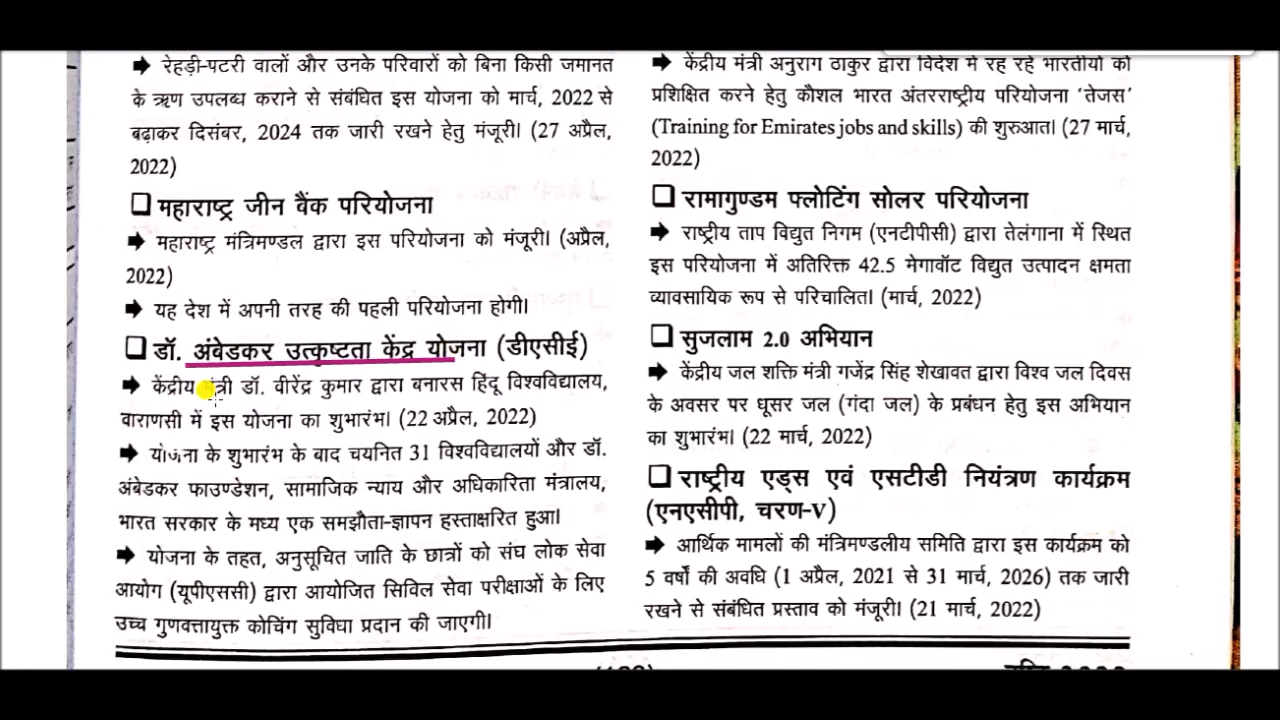 ➡ रेहड़ी-पटरी वालों और उनके परिवारों को बिना किसी जमानत
के ऋण उपलब्ध कराने से संबंधित इस योजना को मार्च, 2022 से
बढ़ाकर दिसंबर, 2024 तक जारी रखने हेतु मंजूरी। (27 अप्रैल,
2022)
❑ महाराष्ट्र जीन बैंक परियोजना
➡ महाराष्ट्र मंत्रिमण्डल द्वारा इस परियोजना को मंजूरी। (अप्रैल,
2022)
➡ यह देश में अपनी तरह की पहली परियोजना होगी।
❑ डॉ. अंबेडकर उत्कृष्टता केंद्र योजना (डीएसीई)
➡ केंद्रीय मंत्री डॉ. वीरेंद्र कुमार द्वारा बनारस हिंदू विश्वविद्यालय,
वाराणसी में इस योजना का शुभारंभ। (22 अप्रैल, 2022)
➡ योजना के शुभारंभ के बाद चयनित 31 विश्वविद्यालयों और डॉ.
अंबेडकर फाउण्डेशन, सामाजिक न्याय और अधिकारिता मंत्रालय,
भारत सरकार के मध्य एक समझौता-ज्ञापन हस्ताक्षरित हुआ।
➡ योजना के तहत, अनुसूचित जाति के छात्रों को संघ लोक सेवा
आयोग (यूपीएससी) द्वारा आयोजित सिविल सेवा परीक्षाओं के लिए
उच्च गुणवत्तायुक्त कोचिंग सुविधा प्रदान की जाएगी।
➡ केंद्रीय मंत्री अनुराग ठाकुर द्वारा विदेश में रह रहे भारतीयों को
प्रशिक्षित करने हेतु कौशल भारत अंतरराष्ट्रीय परियोजना 'तेजस'
(Training for Emirates jobs and skills) की शुरुआत। (27 मार्च,
2022)
❑ रामागुण्डम फ्लोटिंग सोलर परियोजना
➡ राष्ट्रीय ताप विद्युत निगम (एनटीपीसी) द्वारा तेलंगाना में स्थित
इस परियोजना में अतिरिक्त 42.5 मेगावॉट विद्युत उत्पादन क्षमता
व्यावसायिक रूप से परिचालित। (मार्च, 2022)
❑ सुजलाम 2.0 अभियान
➡ केंद्रीय जल शक्ति मंत्री गजेंद्र सिंह शेखावत द्वारा विश्व जल दिवस
के अवसर पर धूसर जल (गंदा जल) के प्रबंधन हेतु इस अभियान
का शुभारंभ। (22 मार्च, 2022)
❑ राष्ट्रीय एड्स एवं एसटीडी नियंत्रण कार्यक्रम
(एनएसीपी, चरण-V)
➡ आर्थिक मामलों की मंत्रिमण्डलीय समिति द्वारा इस कार्यक्रम को
5 वर्षों की अवधि (1 अप्रैल, 2021 से 31 मार्च, 2026) तक जारी
रखने से संबंधित प्रस्ताव को मंजूरी। (21 मार्च, 2022)